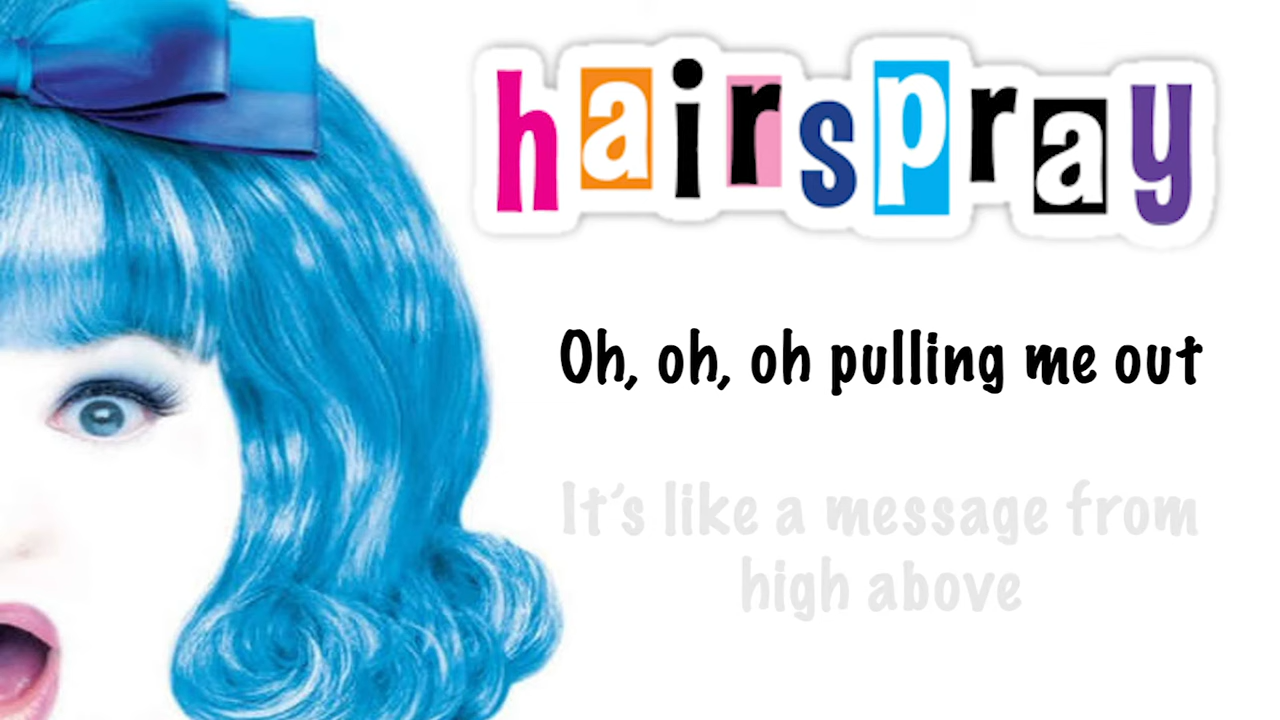 hairspray
Oh, oh, oh pulling me out
It's like a message from
high above